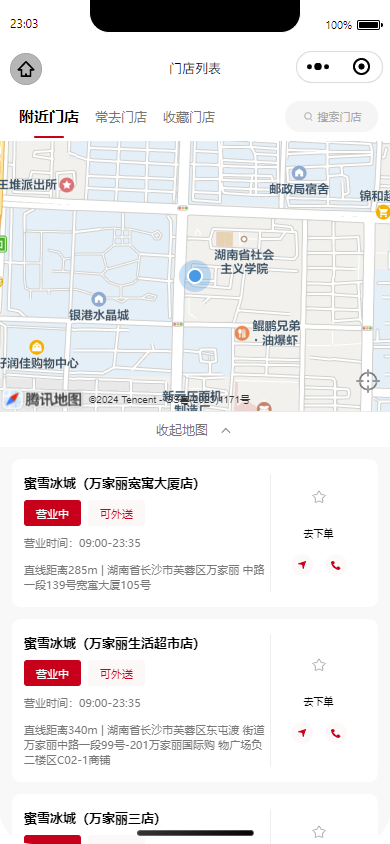 23:03
100%
门店列表
附近门店
常去门店
收藏门店
搜索门店
王堆派出所
邮政局宿舍
锦和超
湖南省社会
主义学院
银港水晶城
鲲鹏兄弟
·油爆虾
好润佳购物中心
腾讯地图
©2024 Tencent
收起地图
蜜雪冰城（万家丽宽寓大厦店）
营业中
可外送
营业时间：09:00-23:35
去下单
直线距离285m | 湖南省长沙市芙蓉区万家丽 中路
一段139号宽寓大厦105号
蜜雪冰城（万家丽生活超市店）
营业中
可外送
营业时间：09:00-23:35
去下单
直线距离340m | 湖南省长沙市芙蓉区东屯渡 街道
万家丽中路一段99号-201万家丽国际购 物广场负
二楼区C02-1商铺
蜜雪冰城（万家丽三店）